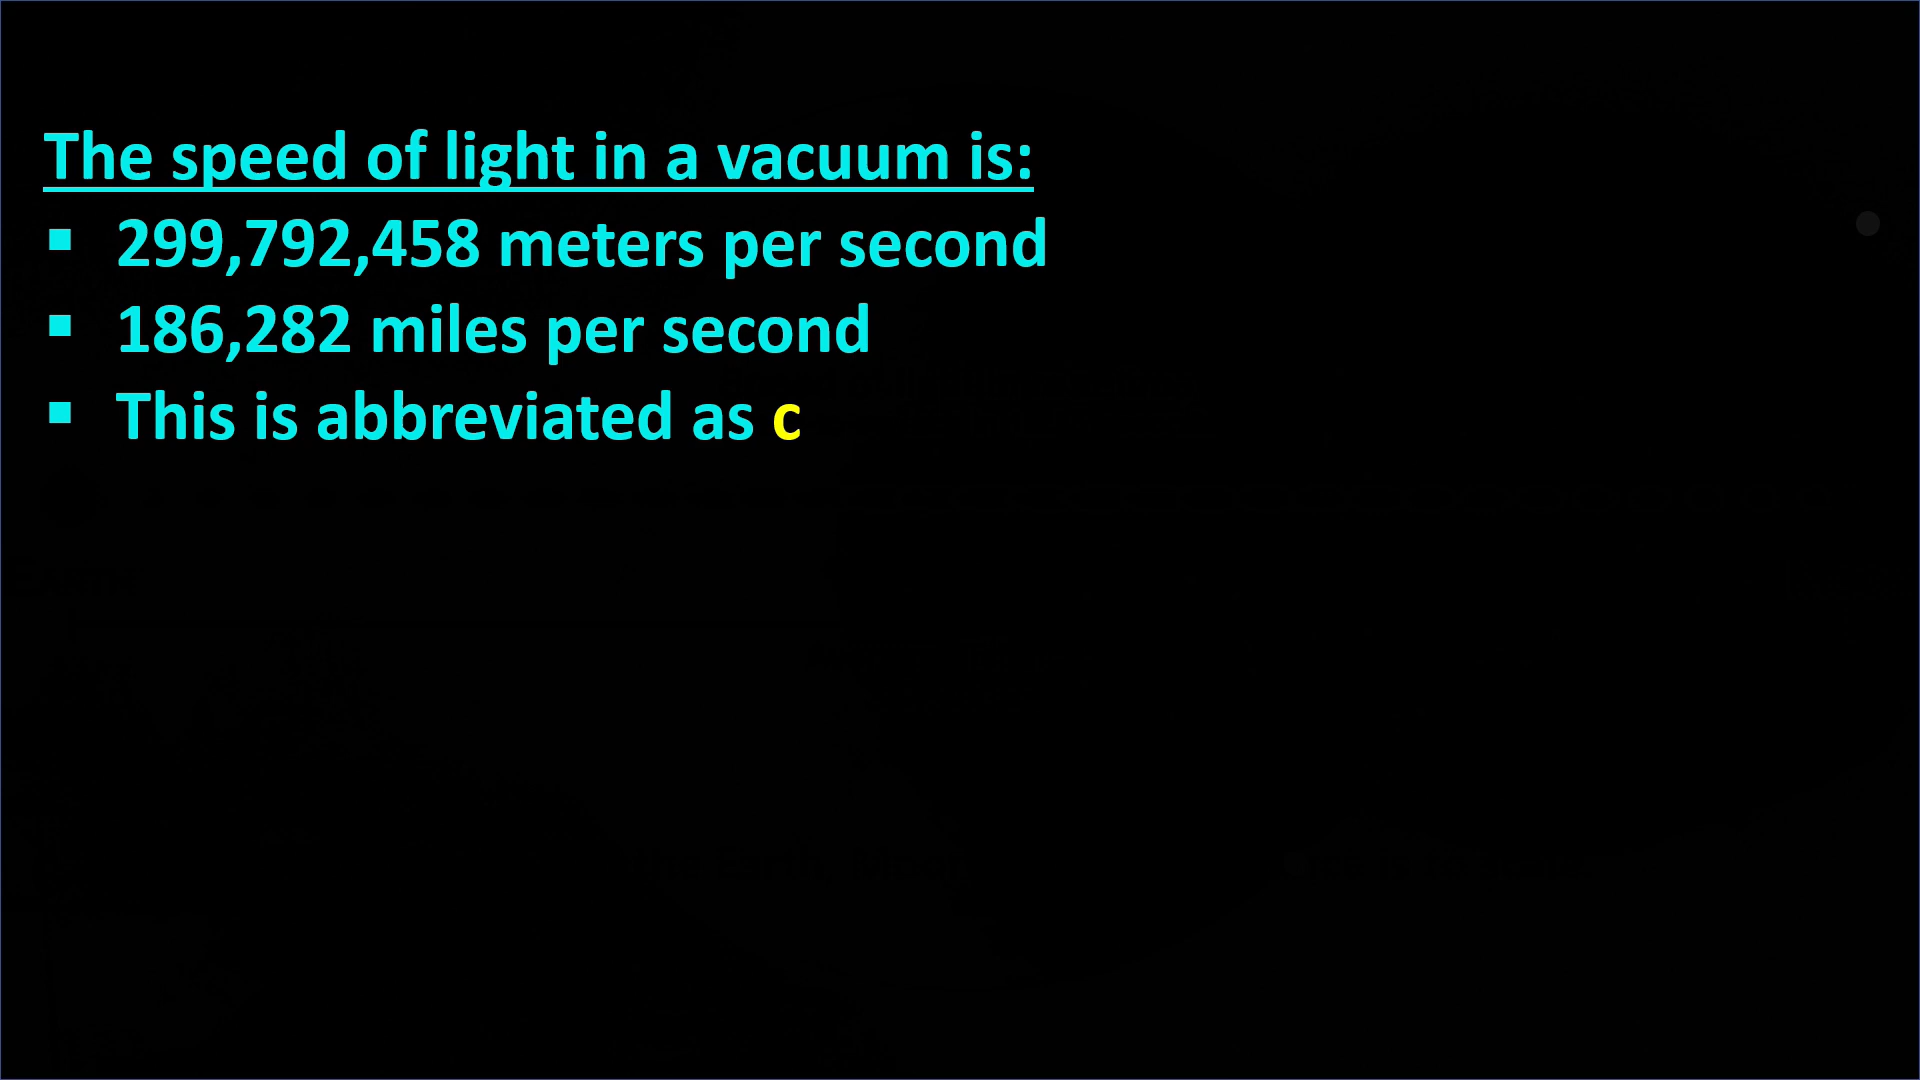 The speed of light in a vacuum is:
▪ 299,792,458 meters per second
▪ 186,282 miles per second
▪ This is abbreviated as c